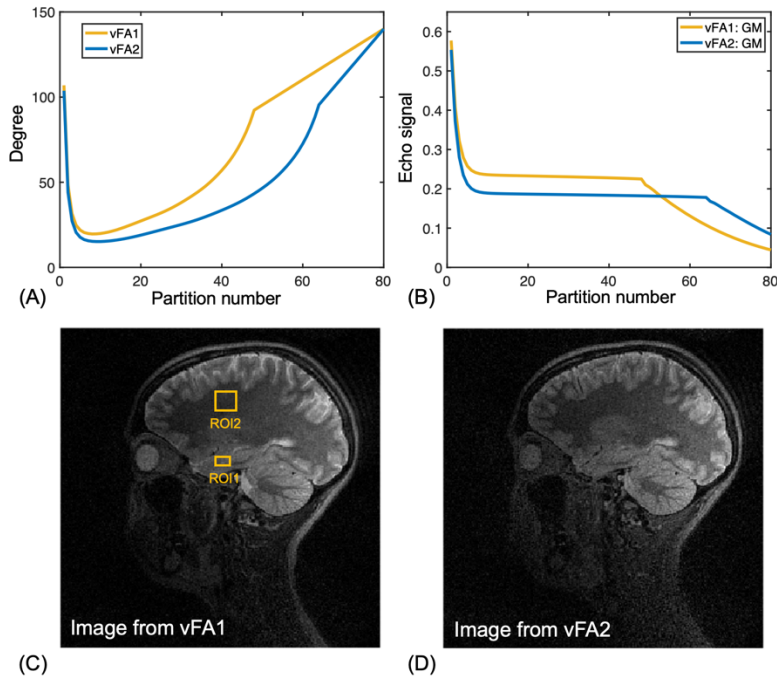 150
100
50
0
0
20
40
60
80
Degree
Partition number
vFA1
vFA2
(A)
0.6
0.5
0.4
0.3
0.2
0.1
0
0
20
40
60
80
Echo signal
Partition number
vFA1: GM
vFA2: GM
(B)
ROI2
ROI1
Image from vFA1
(C)
Image from vFA2
(D)